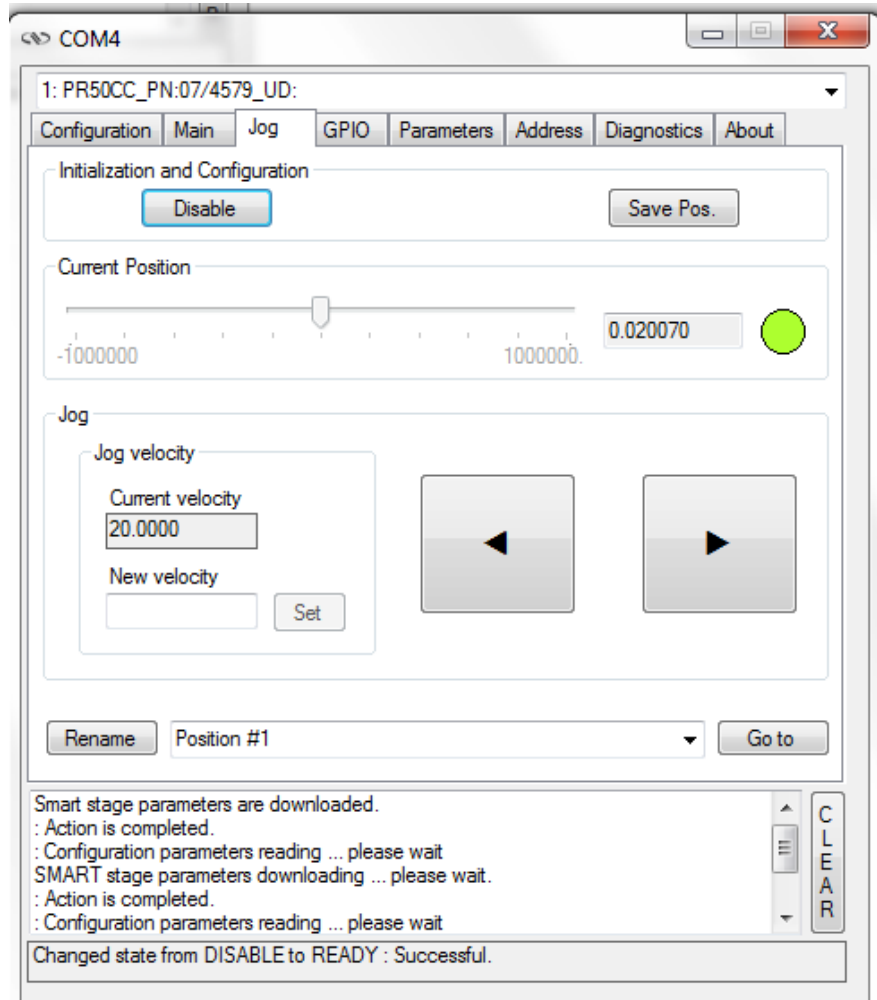 COM4
1: PR50CC_PN:07/4579_UD:
Configuration Main Jog GPIO Parameters Address Diagnostics About
Initialization and Configuration
Disable Save Pos.
Current Position
0.020070
-1000000 1000000.
Jog
Jog velocity
Current velocity
20.0000
New velocity
Set
Rename Position #1 Go to
Smart stage parameters are downloaded.
: Action is completed.
: Configuration parameters reading ... please wait
SMART stage parameters downloading ... please wait.
: Action is completed.
: Configuration parameters reading ... please wait
CLEAR
Changed state from DISABLE to READY : Successful.